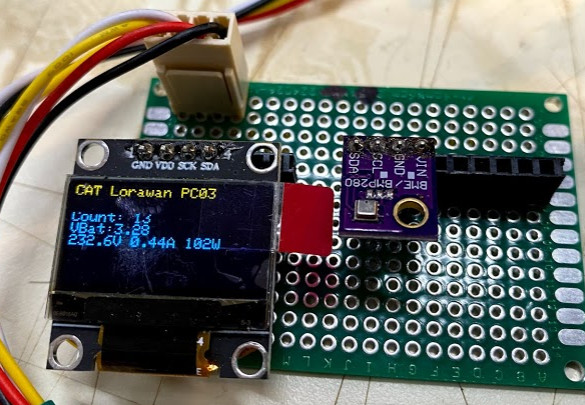 GND VDD SCK SDA
CAT Lorawan PC03
Count: 13
VBat:3.28
232.6V 0.44A 102W
VIN
GND
SCL
SDA
BME/
BMP280